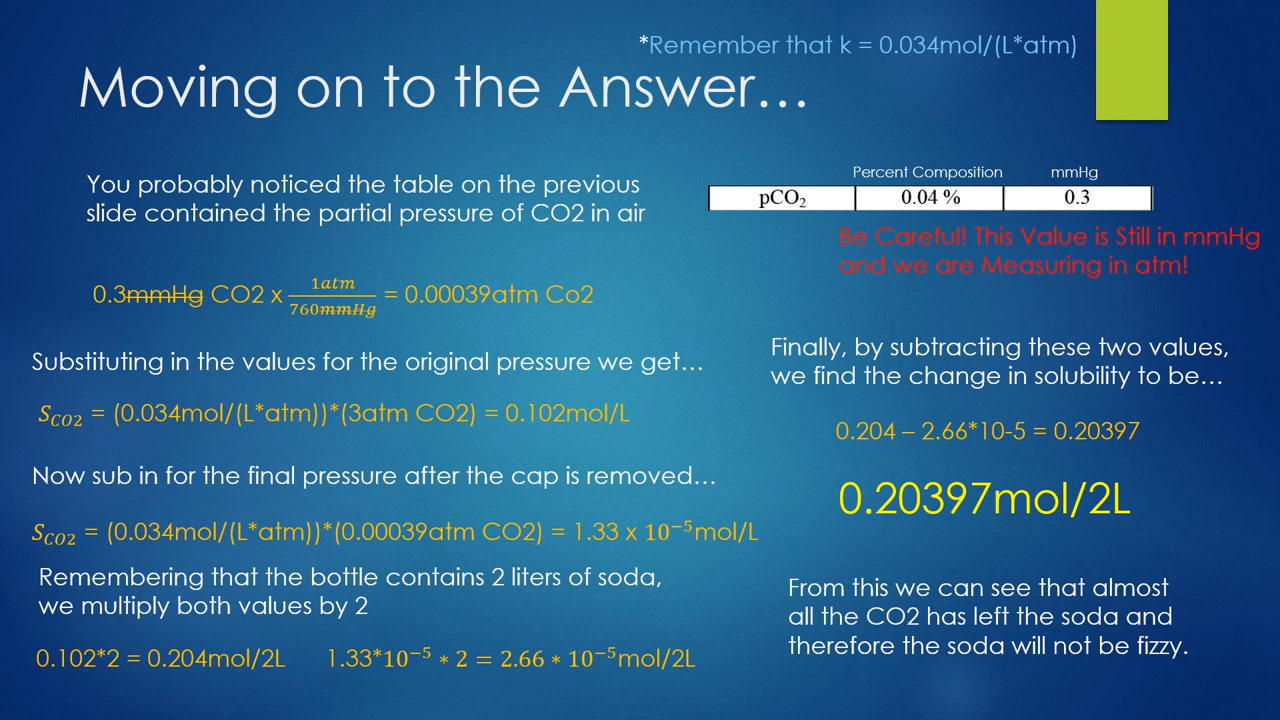 *Remember that k = 0.034mol/(L*atm)
Moving on to the Answer…
You probably noticed the table on the previous
slide contained the partial pressure of CO2 in air
Percent Composition mmHg
pCO₂ 0.04 % 0.3
Be Careful! This Value is Still in mmHg
and we are Measuring in atm!
0.3mmHg CO2 x 1atm/760mmHg = 0.00039atm Co2
Substituting in the values for the original pressure we get…
S_CO2 = (0.034mol/(L*atm))*(3atm CO2) = 0.102mol/L
Now sub in for the final pressure after the cap is removed…
S_CO2 = (0.034mol/(L*atm))*(0.00039atm CO2) = 1.33 x 10⁻⁵mol/L
Remembering that the bottle contains 2 liters of soda,
we multiply both values by 2
0.102*2 = 0.204mol/2L 1.33*10⁻⁵ * 2 = 2.66 * 10⁻⁵mol/2L
Finally, by subtracting these two values,
we find the change in solubility to be…
0.204 – 2.66*10-5 = 0.20397
0.20397mol/2L
From this we can see that almost
all the CO2 has left the soda and
therefore the soda will not be fizzy.